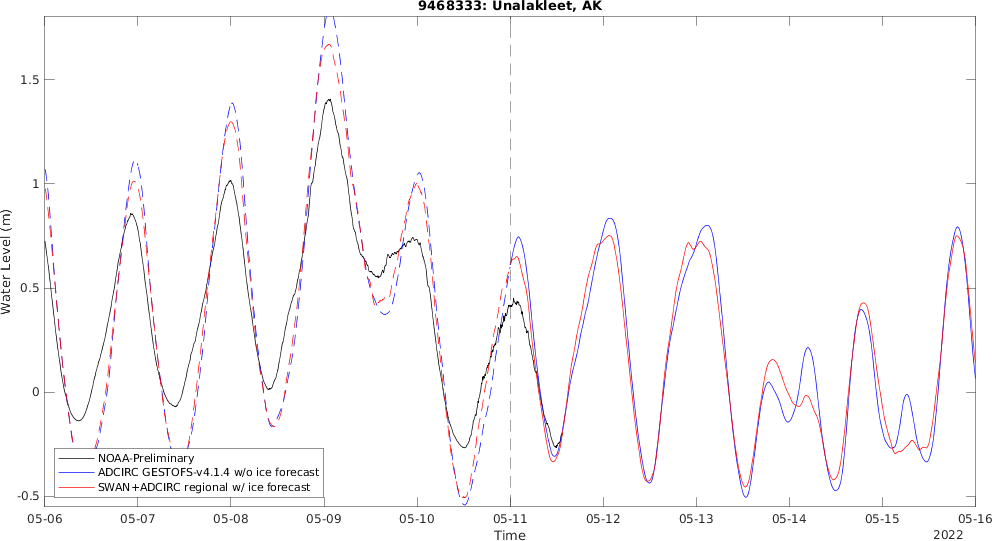 9468333: Unalakleet, AK
Water Level (m)
1.5
1
0.5
0
-0.5
NOAA-Preliminary
ADCIRC GESTOFS-v4.1.4 w/o ice forecast
SWAN+ADCIRC regional w/ ice forecast
05-06 05-07 05-08 05-09 05-10 05-11 05-12 05-13 05-14 05-15 05-16
Time
2022